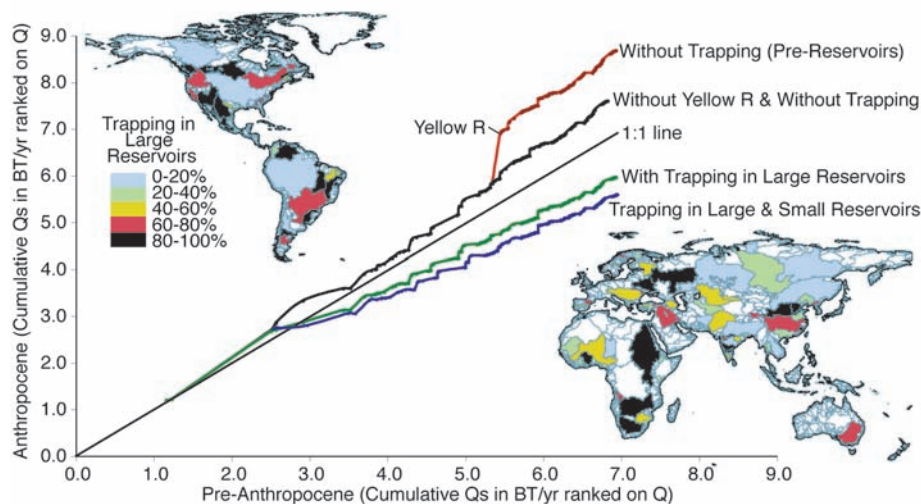 9.0
8.0
7.0
6.0
5.0
4.0
3.0
2.0
1.0
0.0
Anthropocene (Cumulative Qs in BT/yr ranked on Q)
Trapping in
Large
Reservoirs
0-20%
20-40%
40-60%
60-80%
80-100%
Without Trapping (Pre-Reservoirs)
Without Yellow R & Without Trapping
Yellow R
1:1 line
With Trapping in Large Reservoirs
Trapping in Large & Small Reservoirs
0.0 1.0 2.0 3.0 4.0 5.0 6.0 7.0 8.0 9.0
Pre-Anthropocene (Cumulative Qs in BT/yr ranked on Q)